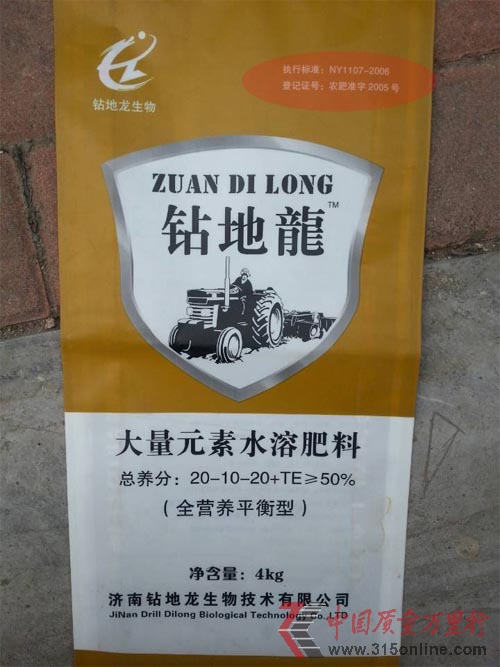 钻地龙生物
执行标准：NY1107-2006
登记证号：农肥准字2005号
ZUAN DI LONG
钻地龍™
大量元素水溶肥料
总养分：20-10-20+TE≥50%
（全营养平衡型）
净含量：4kg
济南钻地龙生物技术有限公司
JiNan Drill Dilong Biological Technology Co.,LTD
中国质量万里行
www.315online.com